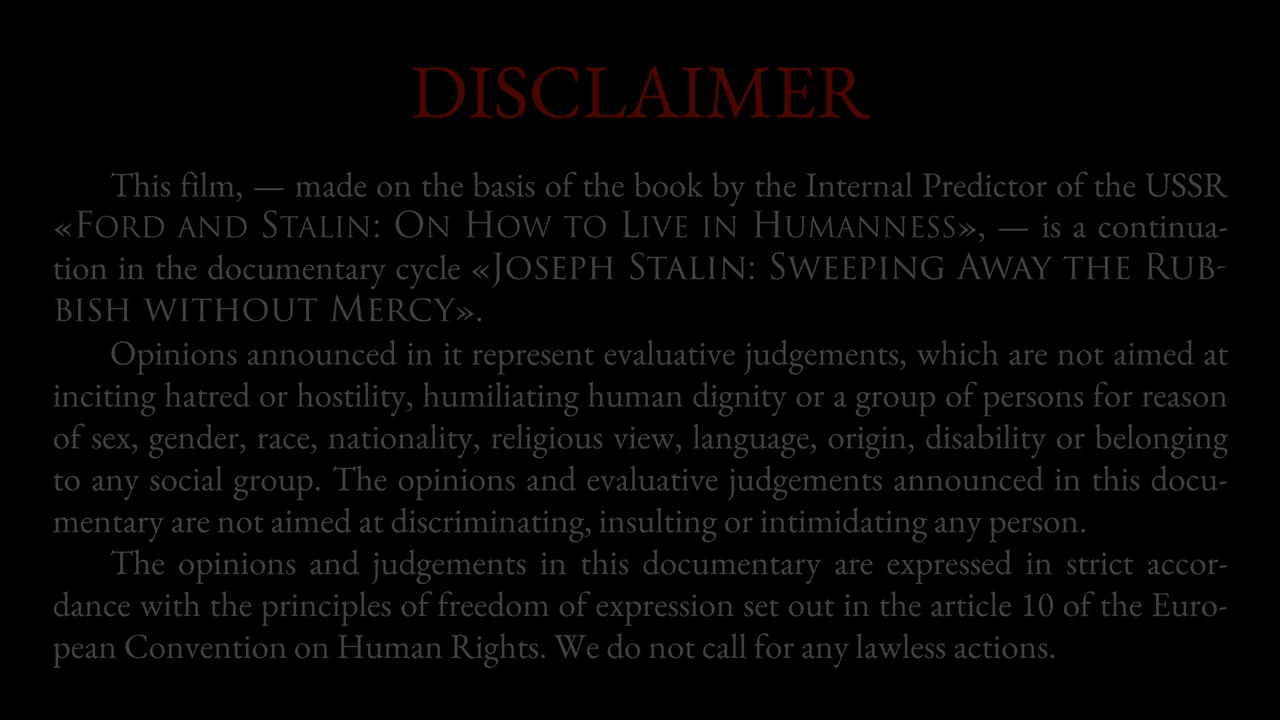 DISCLAIMER
This film, — made on the basis of the book by the Internal Predictor of the USSR
«FORD AND STALIN: ON HOW TO LIVE IN HUMANNESS», — is a continua-
tion in the documentary cycle «JOSEPH STALIN: SWEEPING AWAY THE RUB-
BISH WITHOUT MERCY».
Opinions announced in it represent evaluative judgements, which are not aimed at
inciting hatred or hostility, humiliating human dignity or a group of persons for reason
of sex, gender, race, nationality, religious view, language, origin, disability or belonging
to any social group. The opinions and evaluative judgements announced in this docu-
mentary are not aimed at discriminating, insulting or intimidating any person.
The opinions and judgements in this documentary are expressed in strict accor-
dance with the principles of freedom of expression set out in the article 10 of the Euro-
pean Convention on Human Rights. We do not call for any lawless actions.